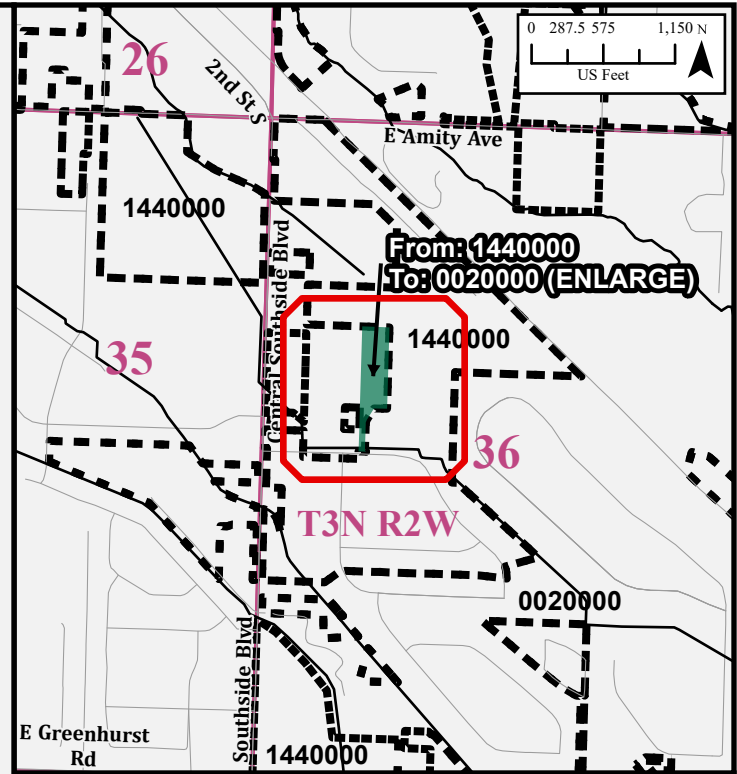 0 287.5 575 1,150 N
US Feet
26
2nd St S
E Amity Ave
1440000
Central Southside Blvd
From: 1440000
To: 0020000 (ENLARGE)
1440000
35
36
T3N R2W
0020000
Southside Blvd
E Greenhurst
Rd
1440000